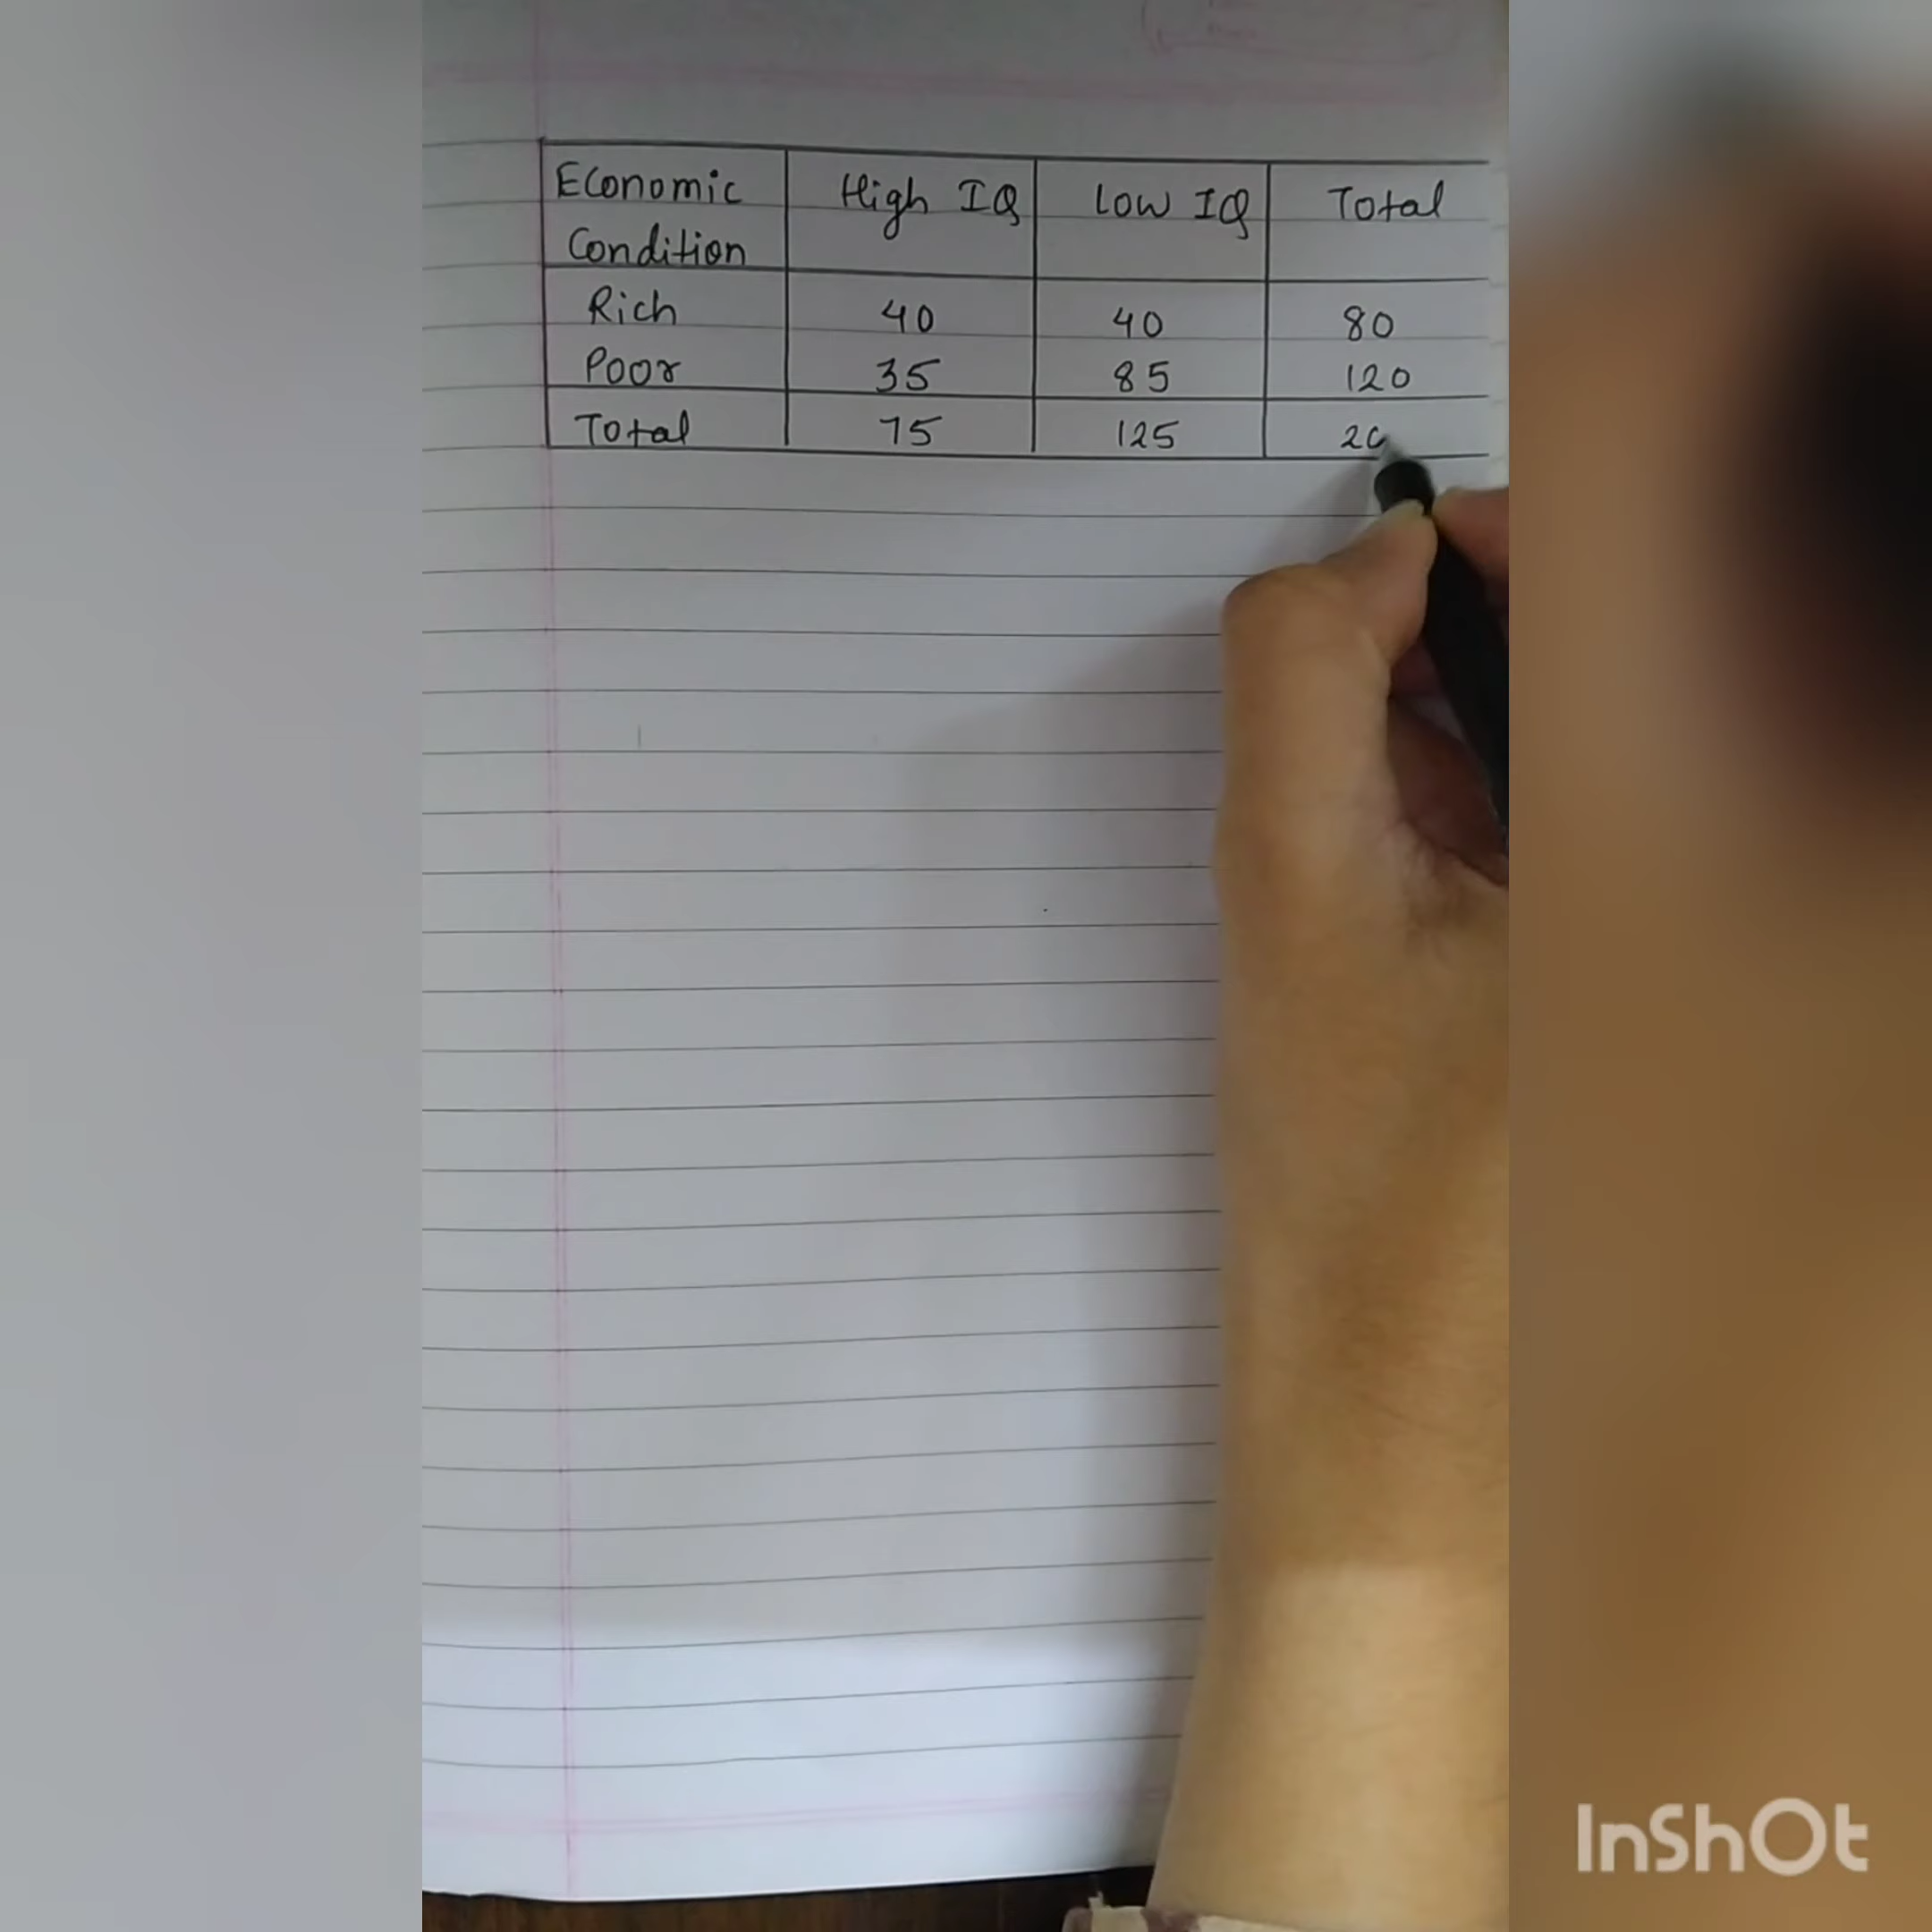 Economic Condition High IQ Low IQ Total
Rich 40 40 80
Poor 35 85 120
Total 75 125 20
InShOt